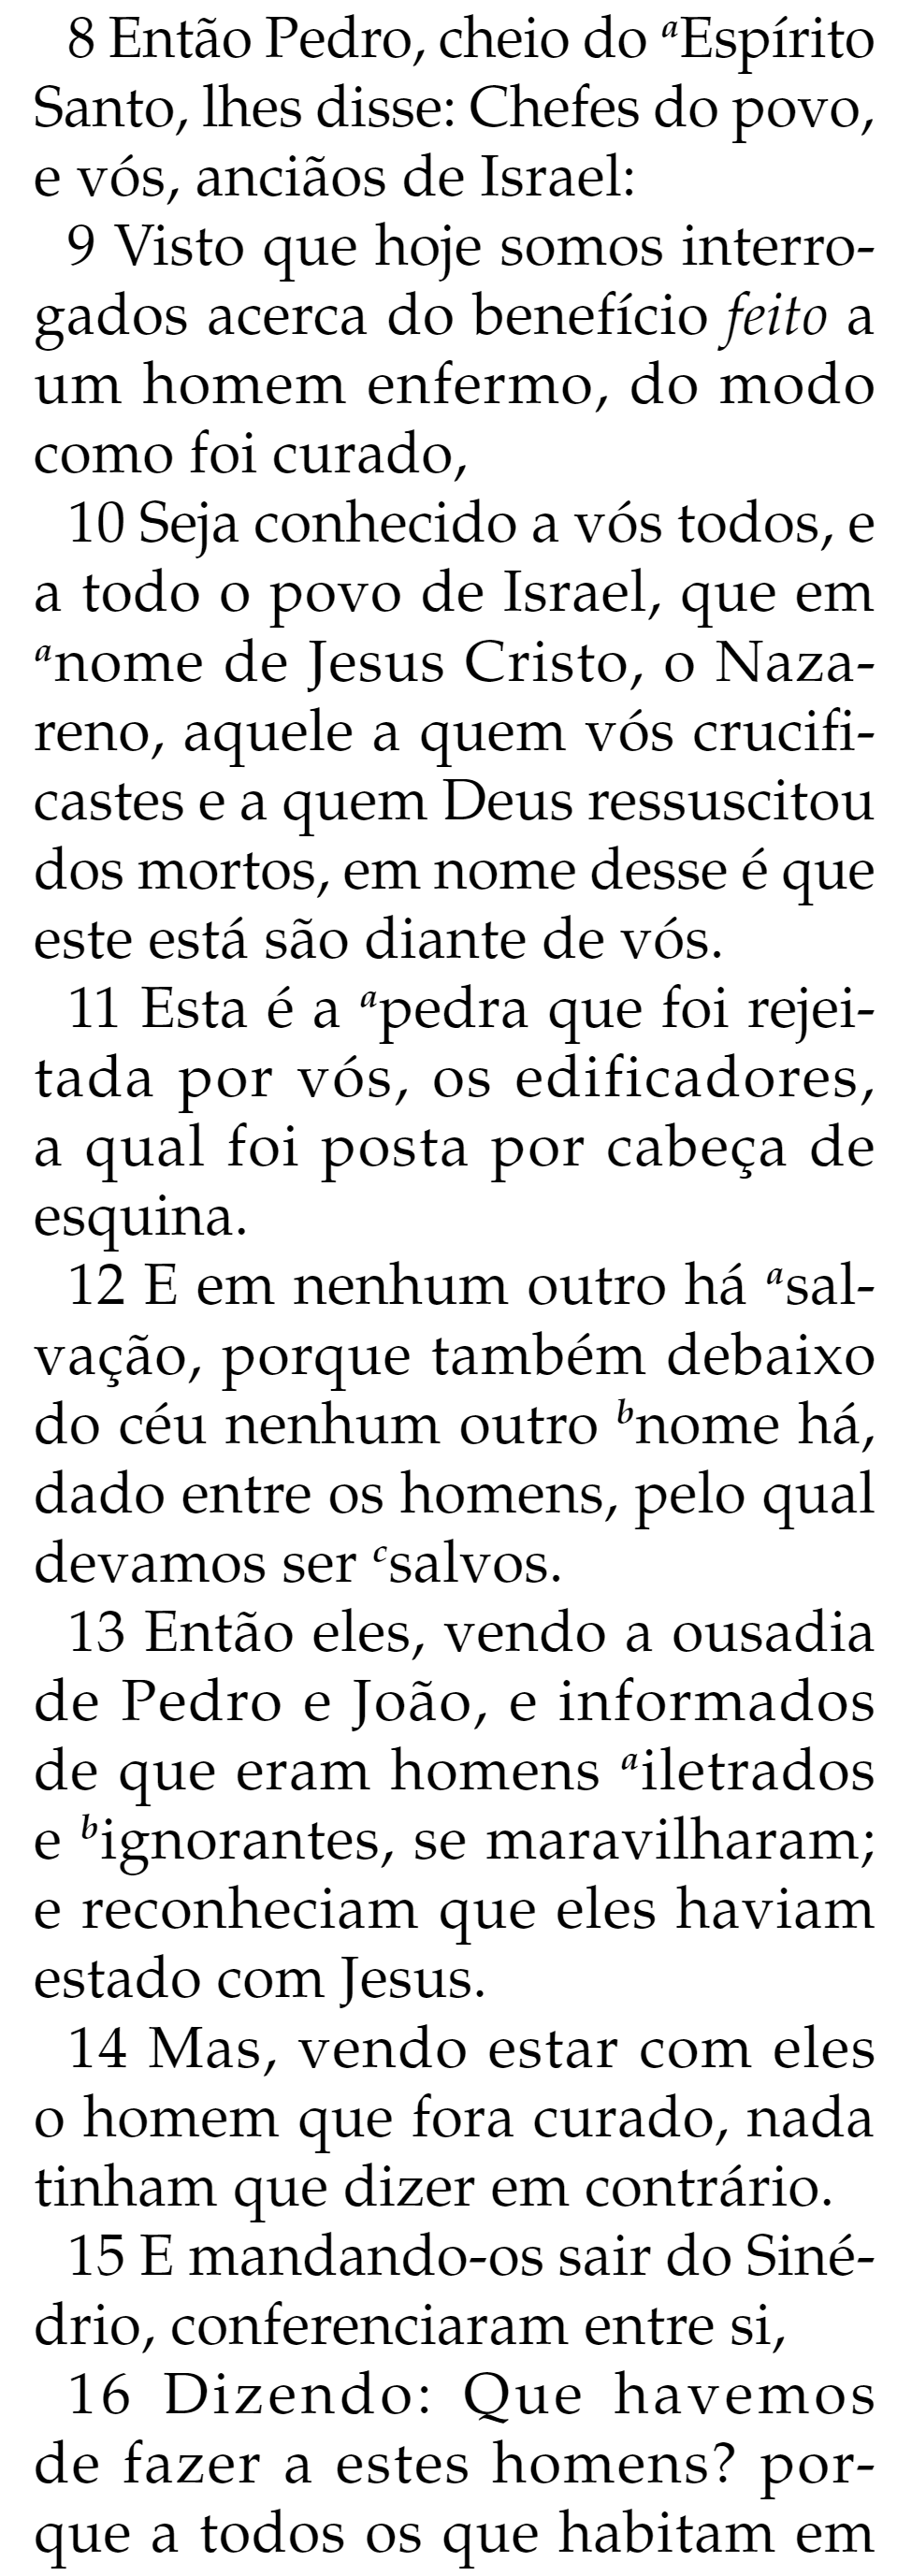 8 Então Pedro, cheio do ᵃEspírito
Santo, lhes disse: Chefes do povo,
e vós, anciãos de Israel:
9 Visto que hoje somos interro-
gados acerca do benefício feito a
um homem enfermo, do modo
como foi curado,
10 Seja conhecido a vós todos, e
a todo o povo de Israel, que em
ᵃnome de Jesus Cristo, o Naza-
reno, aquele a quem vós crucifi-
castes e a quem Deus ressuscitou
dos mortos, em nome desse é que
este está são diante de vós.
11 Esta é a ᵃpedra que foi rejei-
tada por vós, os edificadores,
a qual foi posta por cabeça de
esquina.
12 E em nenhum outro há ᵃsal-
vação, porque também debaixo
do céu nenhum outro ᵇnome há,
dado entre os homens, pelo qual
devamos ser ᶜsalvos.
13 Então eles, vendo a ousadia
de Pedro e João, e informados
de que eram homens ᵃiletrados
e ᵇignorantes, se maravilharam;
e reconheciam que eles haviam
estado com Jesus.
14 Mas, vendo estar com eles
o homem que fora curado, nada
tinham que dizer em contrário.
15 E mandando-os sair do Siné-
drio, conferenciaram entre si,
16 Dizendo: Que havemos
de fazer a estes homens? por-
que a todos os que habitam em